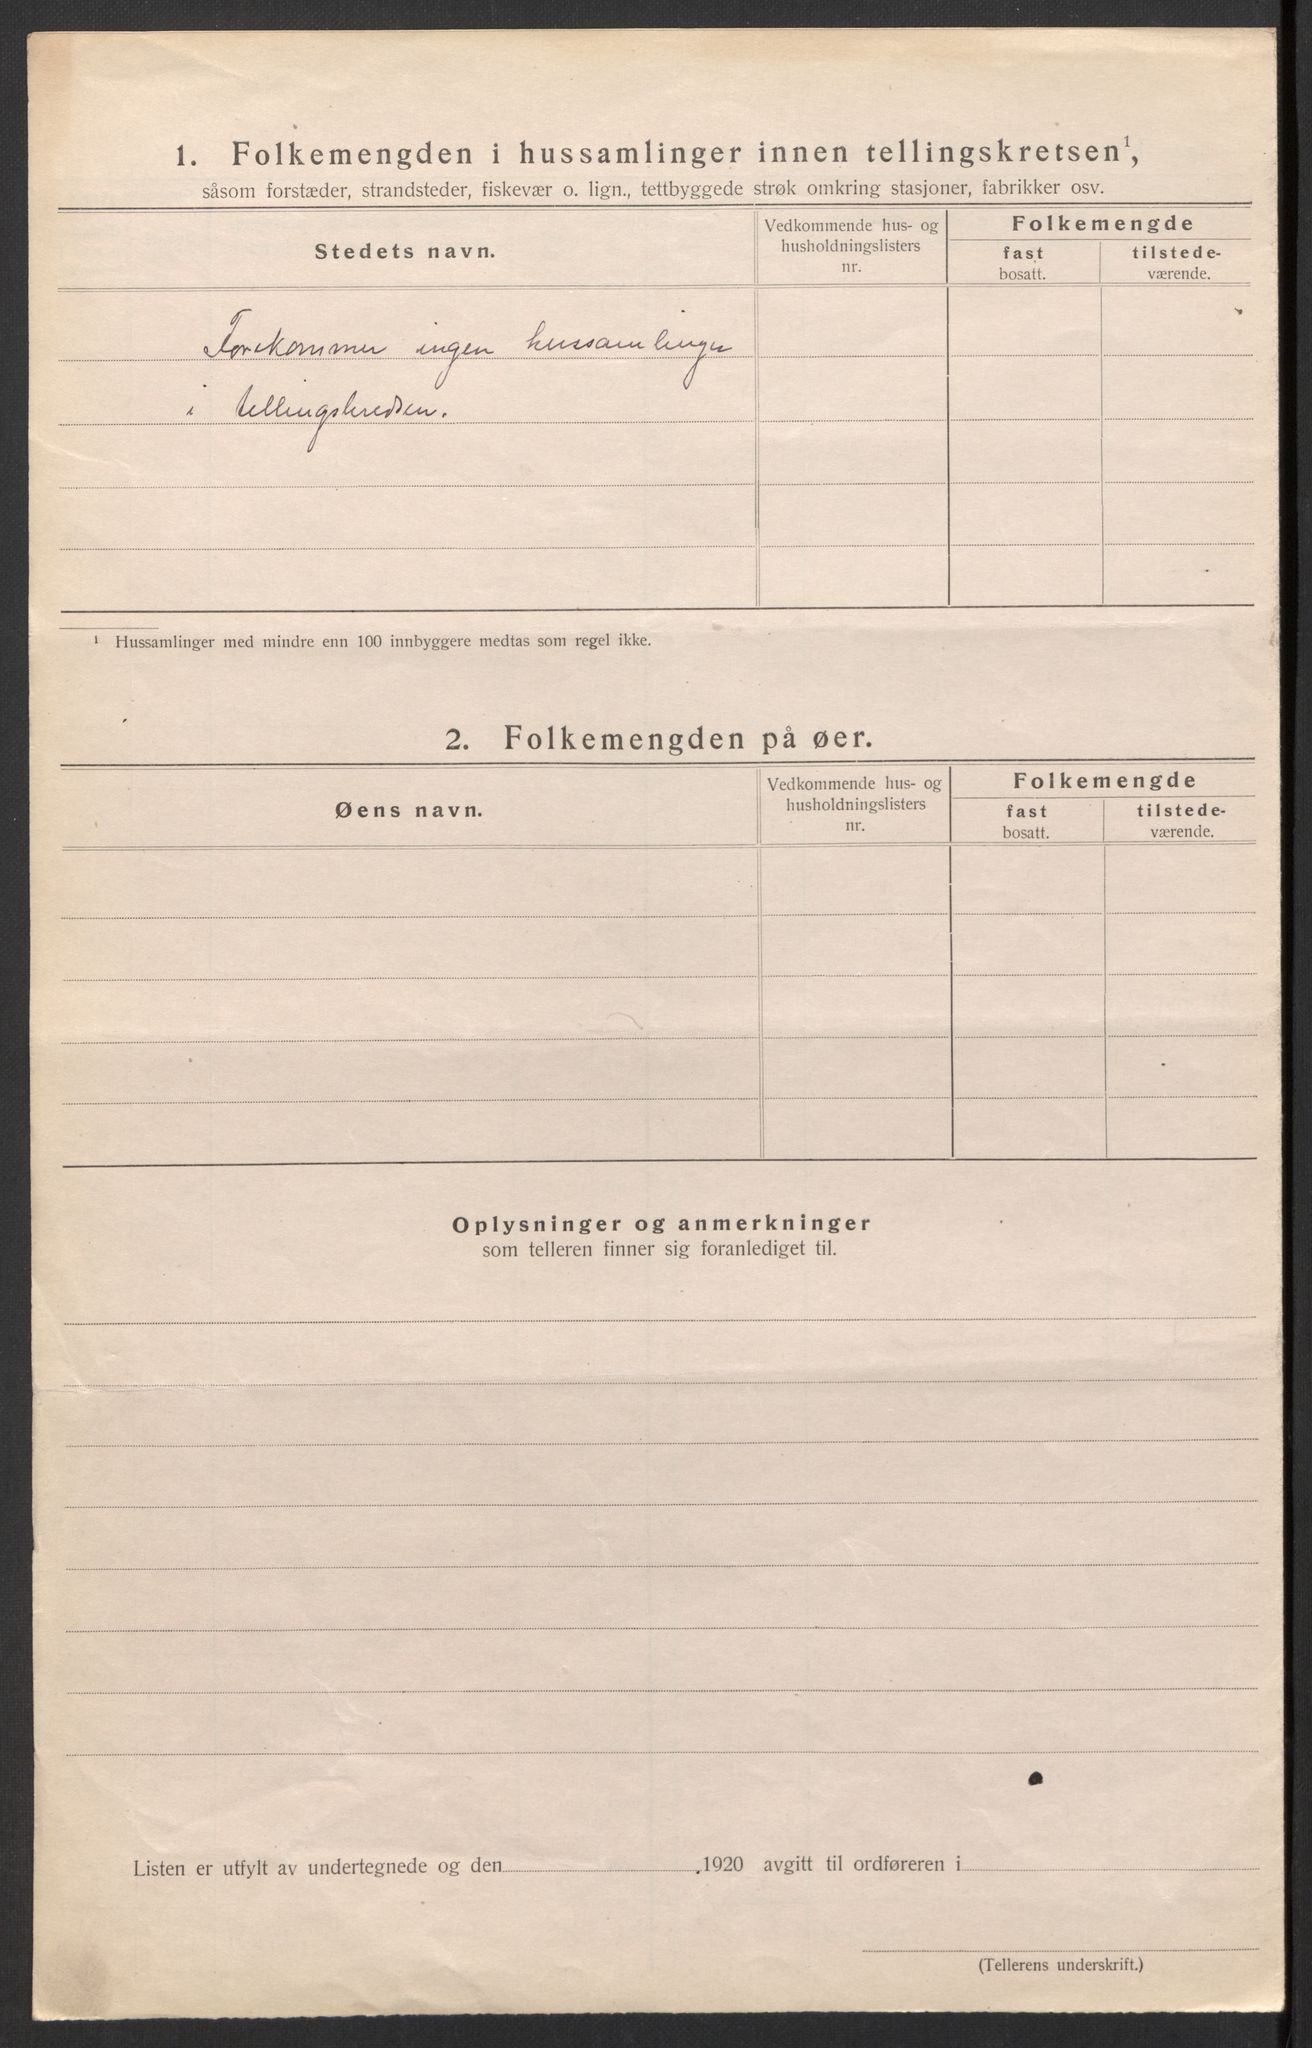 1. Folkemengden i hussamlinger innen tellingskretsen¹,
såsom forstæder, strandsteder, fiskevær o. lign., tettbyggede strøk omkring stasjoner, fabrikker osv.
Stedets navn.
Vedkommende hus- og
husholdningslisters
nr.
Folkemengde
fast
bosatt.
tilstede-
værende.
Forekommer ingen hussamlinger
i tellingskredsen.
¹ Hussamlinger med mindre enn 100 innbyggere medtas som regel ikke.
2. Folkemengden på øer.
Øens navn.
Vedkommende hus- og
husholdningslisters
nr.
Folkemengde
fast
bosatt.
tilstede-
værende.
Oplysninger og anmerkninger
som telleren finner sig foranlediget til.
Listen er utfylt av undertegnede og den 1920 avgitt til ordføreren i
(Tellerens underskrift.)